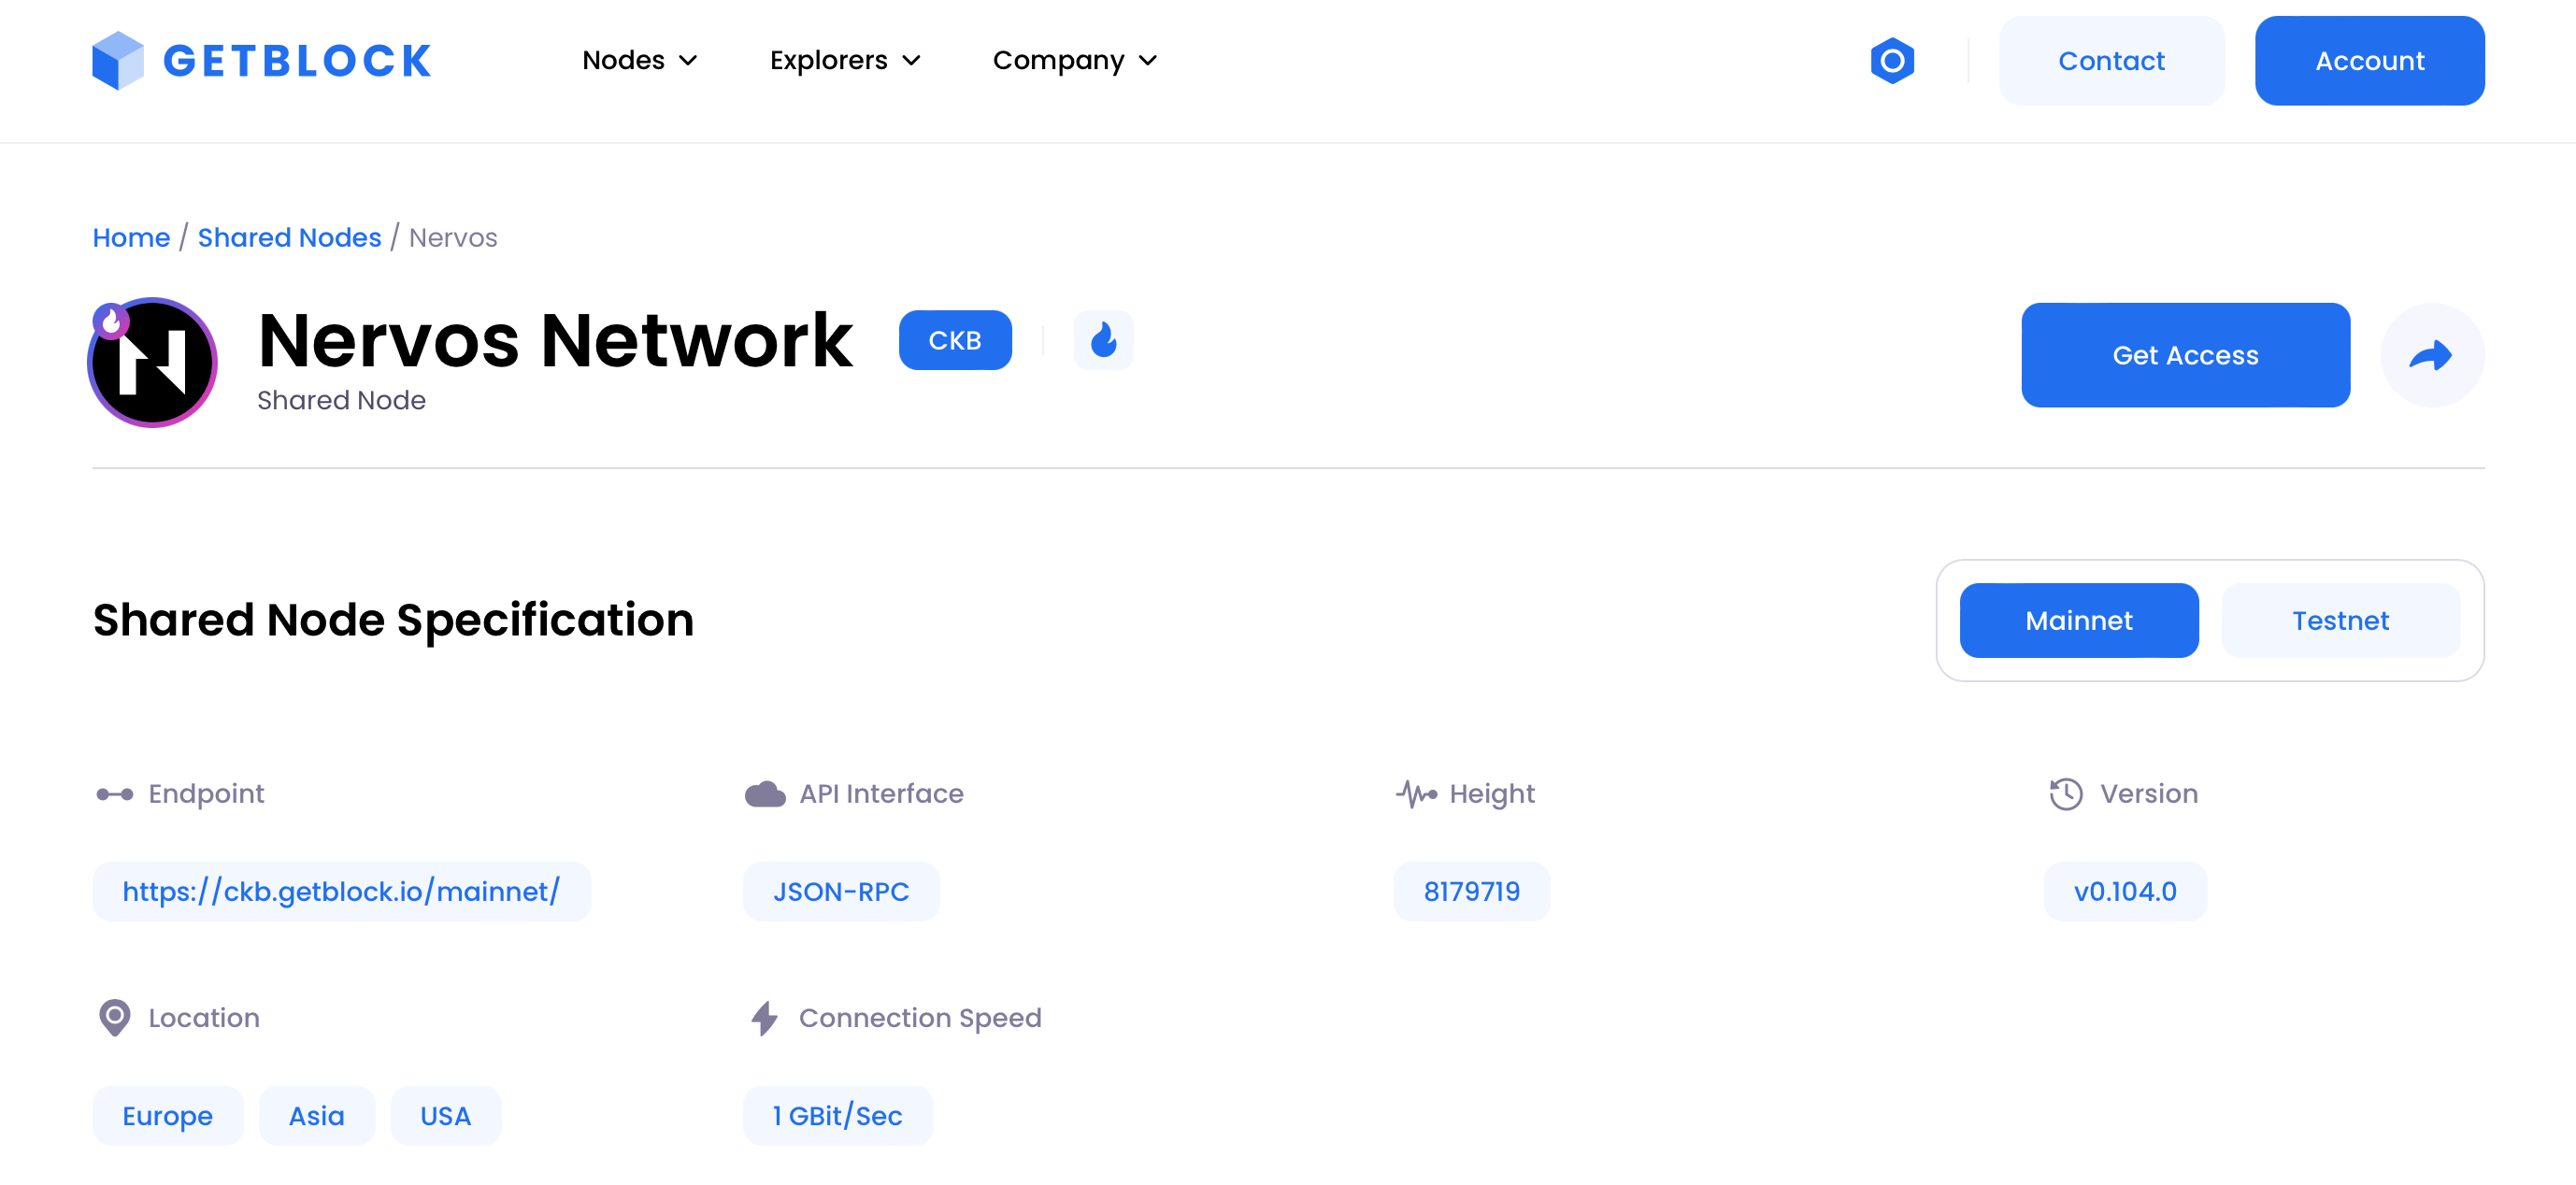 GETBLOCK Nodes Explorers Company Contact Account
Home / Shared Nodes / Nervos
Nervos Network CKB Get Access
Shared Node
Shared Node Specification Mainnet Testnet
Endpoint API Interface Height Version
https://ckb.getblock.io/mainnet/ JSON-RPC 8179719 v0.104.0
Location Connection Speed
Europe Asia USA 1 GBit/Sec